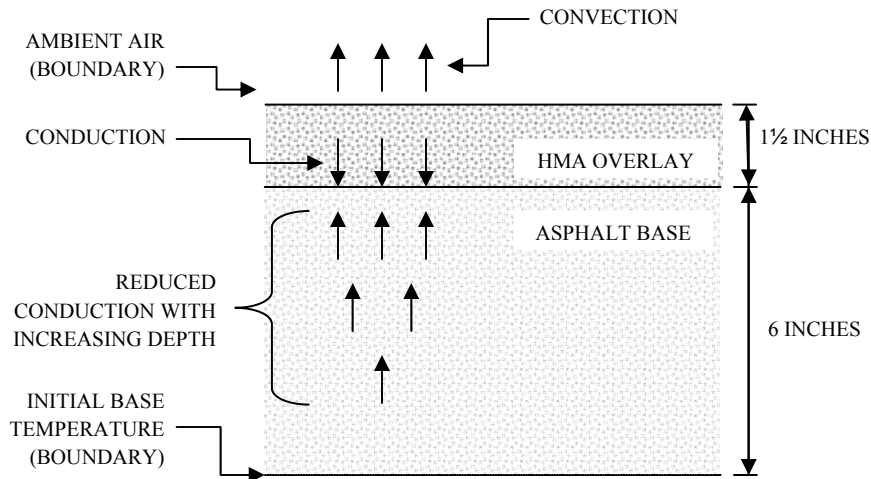 CONVECTION
AMBIENT AIR
(BOUNDARY)
CONDUCTION
1½ INCHES
HMA OVERLAY
ASPHALT BASE
REDUCED
CONDUCTION WITH
INCREASING DEPTH
6 INCHES
INITIAL BASE
TEMPERATURE
(BOUNDARY)